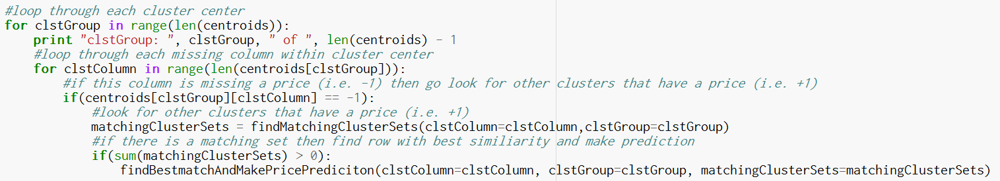 #loop through each cluster center
for clstGroup in range(len(centroids)):
print "clstGroup: ", clstGroup, " of ", len(centroids) - 1
#loop through each missing column within cluster center
for clstColumn in range(len(centroids[clstGroup])):
#if this column is missing a price (i.e. -1) then go look for other clusters that have a price (i.e. +1)
if(centroids[clstGroup][clstColumn] == -1):
#look for other clusters that have a price (i.e. +1)
matchingClusterSets = findMatchingClusterSets(clstColumn=clstColumn,clstGroup=clstGroup)
#if there is a matching set then find row with best similiarity and make prediction
if(sum(matchingClusterSets) > 0):
findBestmatchAndMakePricePrediciton(clstColumn=clstColumn, clstGroup=clstGroup, matchingClusterSets=matchingClusterSets)